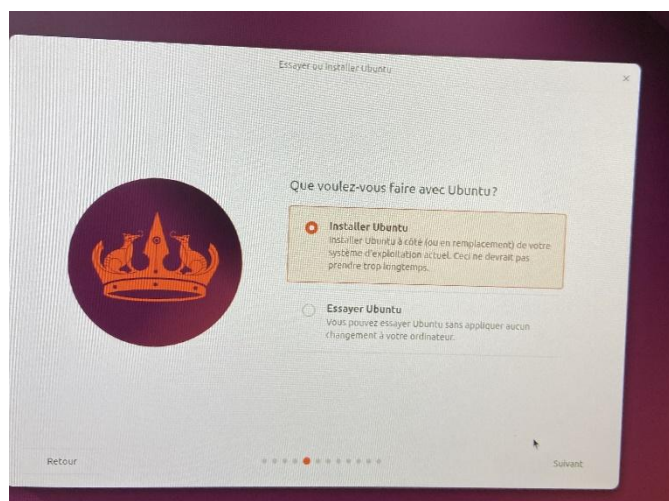 Essayer ou installer Ubuntu
Que voulez-vous faire avec Ubuntu?
Installer Ubuntu
Installer Ubuntu à côté (ou en remplacement) de votre
système d'exploitation actuel. Ceci ne devrait pas
prendre trop longtemps.
Essayer Ubuntu
Vous pouvez essayer Ubuntu sans appliquer aucun
changement à votre ordinateur.
Retour
Suivant